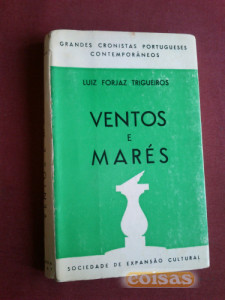 GRANDES CRONISTAS PORTUGUESES
CONTEMPORÂNEOS
LUIZ FORJAZ TRIGUEIROS
VENTOS
E
MARÉS
SOCIEDADE DE EXPANSÃO CULTURAL
coisas